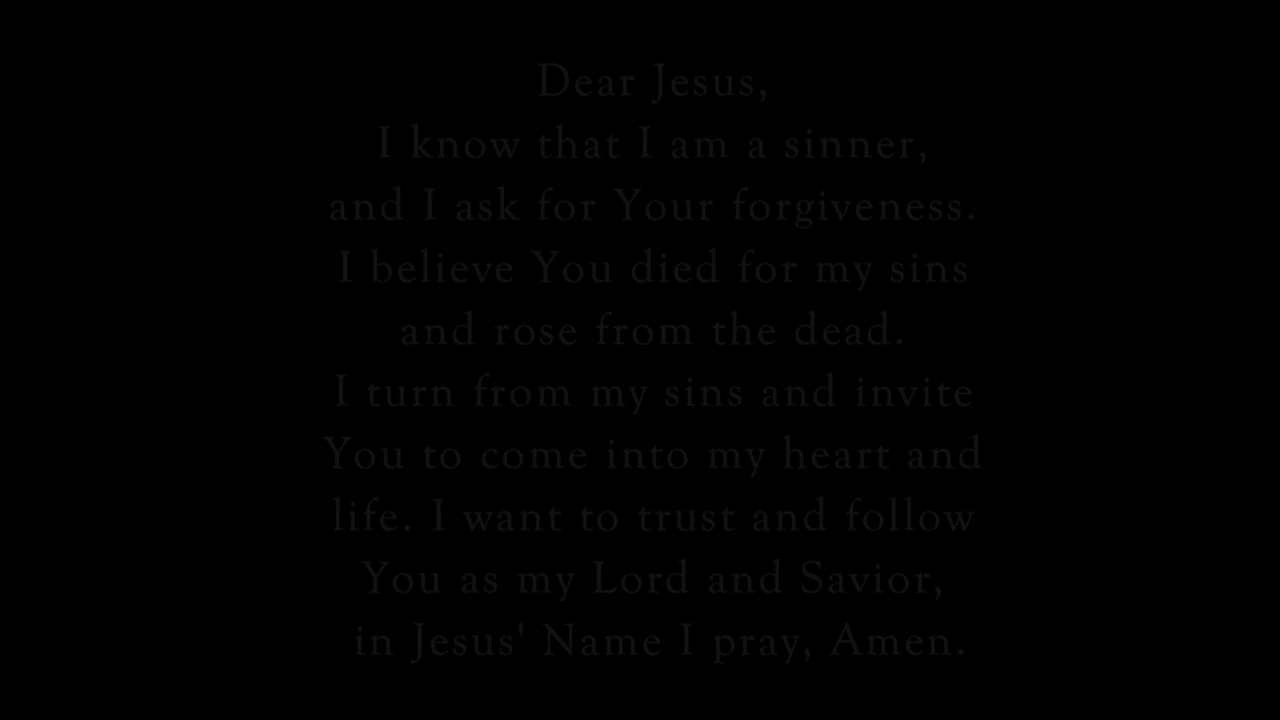 Dear Jesus,
I know that I am a sinner,
and I ask for Your forgiveness.
I believe You died for my sins
and rose from the dead.
I turn from my sins and invite
You to come into my heart and
life. I want to trust and follow
You as my Lord and Savior,
in Jesus' Name I pray, Amen.